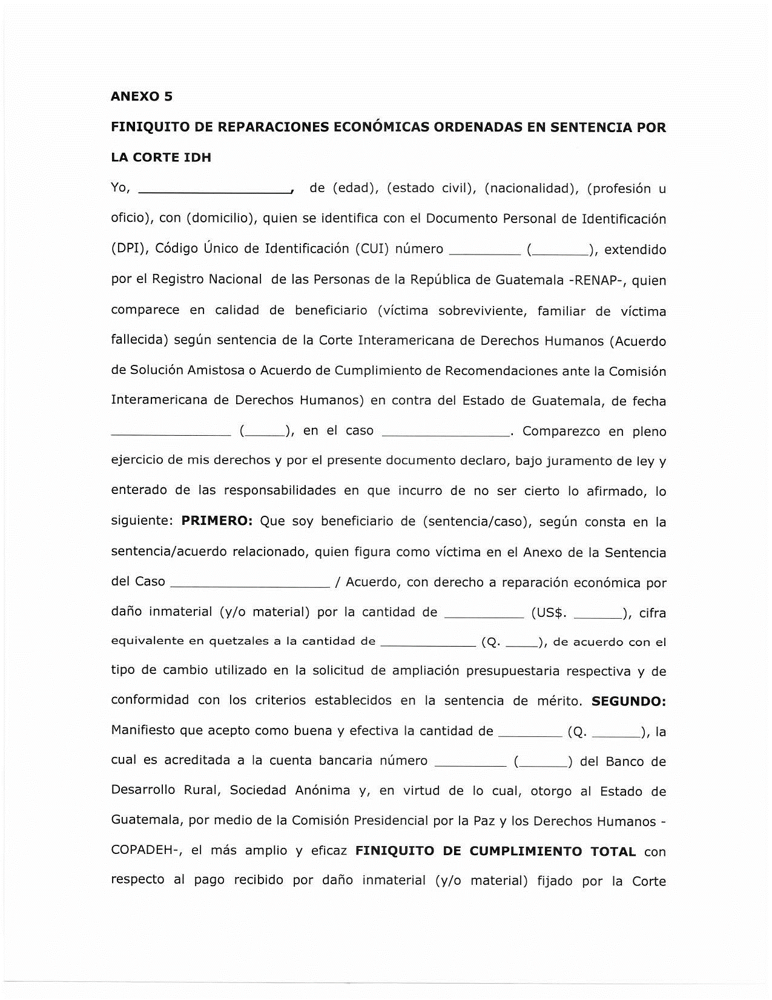 ANEXO 5
FINIQUITO DE REPARACIONES ECONÓMICAS ORDENADAS EN SENTENCIA POR
LA CORTE IDH
Yo, ____________________, de (edad), (estado civil), (nacionalidad), (profesión u
oficio), con (domicilio), quien se identifica con el Documento Personal de Identificación
(DPI), Código Único de Identificación (CUI) número _________ (_______), extendido
por el Registro Nacional de las Personas de la República de Guatemala -RENAP-, quien
comparece en calidad de beneficiario (víctima sobreviviente, familiar de víctima
fallecida) según sentencia de la Corte Interamericana de Derechos Humanos (Acuerdo
de Solución Amistosa o Acuerdo de Cumplimiento de Recomendaciones ante la Comisión
Interamericana de Derechos Humanos) en contra del Estado de Guatemala, de fecha
_______________ (_____), en el caso ________________. Comparezco en pleno
ejercicio de mis derechos y por el presente documento declaro, bajo juramento de ley y
enterado de las responsabilidades en que incurro de no ser cierto lo afirmado, lo
siguiente: PRIMERO: Que soy beneficiario de (sentencia/caso), según consta en la
sentencia/acuerdo relacionado, quien figura como víctima en el Anexo de la Sentencia
del Caso ____________________ / Acuerdo, con derecho a reparación económica por
daño inmaterial (y/o material) por la cantidad de __________ (US$. ______), cifra
equivalente en quetzales a la cantidad de ____________ (Q. ____), de acuerdo con el
tipo de cambio utilizado en la solicitud de ampliación presupuestaria respectiva y de
conformidad con los criterios establecidos en la sentencia de mérito. SEGUNDO:
Manifiesto que acepto como buena y efectiva la cantidad de ________ (Q. ______), la
cual es acreditada a la cuenta bancaria número _________ (______) del Banco de
Desarrollo Rural, Sociedad Anónima y, en virtud de lo cual, otorgo al Estado de
Guatemala, por medio de la Comisión Presidencial por la Paz y los Derechos Humanos -
COPADEH-, el más amplio y eficaz FINIQUITO DE CUMPLIMIENTO TOTAL con
respecto al pago recibido por daño inmaterial (y/o material) fijado por la Corte